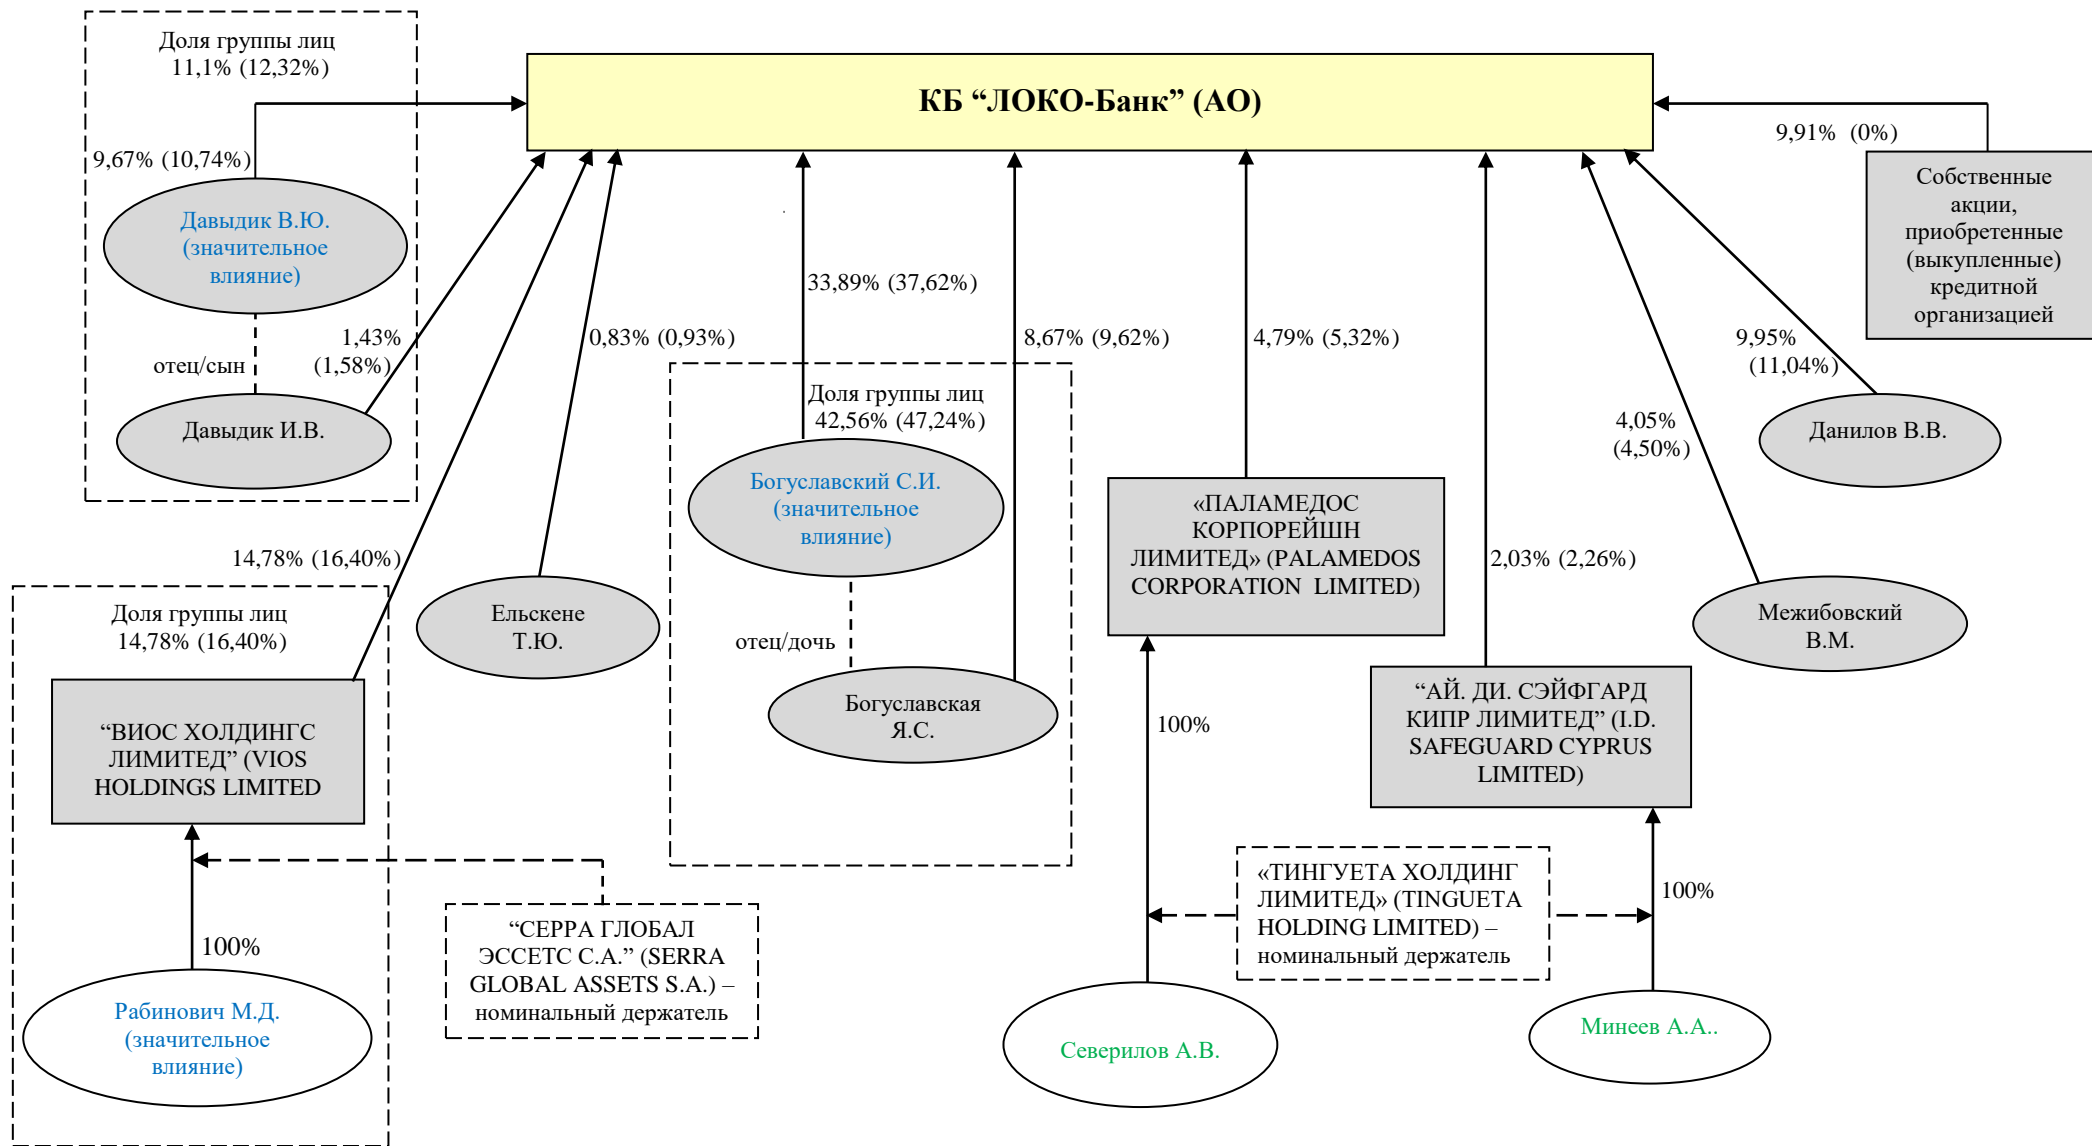 Доля группы лиц
11,1% (12,32%)
КБ “ЛОКО-Банк” (АО)
9,67% (10,74%)
9,91%  (0%)
Давыдик В.Ю.
(значительное
влияние)
Собственные
акции,
приобретенные
(выкупленные)
кредитной
организацией
33,89% (37,62%)
1,43%
(1,58%)
0,83% (0,93%)
8,67% (9,62%)
4,79% (5,32%)
9,95%
(11,04%)
отец/сын
Давыдик И.В.
Доля группы лиц
42,56% (47,24%)
4,05%
(4,50%)
Данилов В.В.
Богуславский С.И.
(значительное
влияние)
«ПАЛАМЕДОС
КОРПОРЕЙШН
ЛИМИТЕД» (PALAMEDOS
CORPORATION  LIMITED)
14,78% (16,40%)
2,03% (2,26%)
Доля группы лиц
14,78% (16,40%)
Ельскене
Т.Ю.
Межибовский
В.М.
отец/дочь
“ВИОС ХОЛДИНГС
ЛИМИТЕД” (VIOS
HOLDINGS LIMITED
Богуславская
Я.С.
100%
“АЙ. ДИ. СЭЙФГАРД
КИПР ЛИМИТЕД” (I.D.
SAFEGUARD CYPRUS
LIMITED)
«ТИНГУЕТА ХОЛДИНГ
ЛИМИТЕД» (TINGUETA
HOLDING LIMITED) –
номинальный держатель
100%
100%
“СЕРРА ГЛОБАЛ
ЭССЕТС С.А.” (SERRA
GLOBAL ASSETS S.A.) –
номинальный держатель
Рабинович М.Д.
(значительное
влияние)
Северилов А.В.
Минеев А.А..